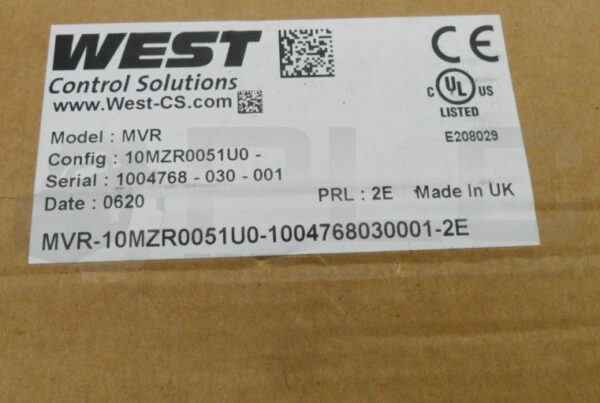 WEST
Control Solutions
www.West-CS.com
CE
C UL US
LISTED
E208029
Model : MVR
Config : 10MZR0051U0 -
Serial : 1004768 - 030 - 001
Date : 0620
PRL : 2E Made In UK
MVR-10MZR0051U0-1004768030001-2E